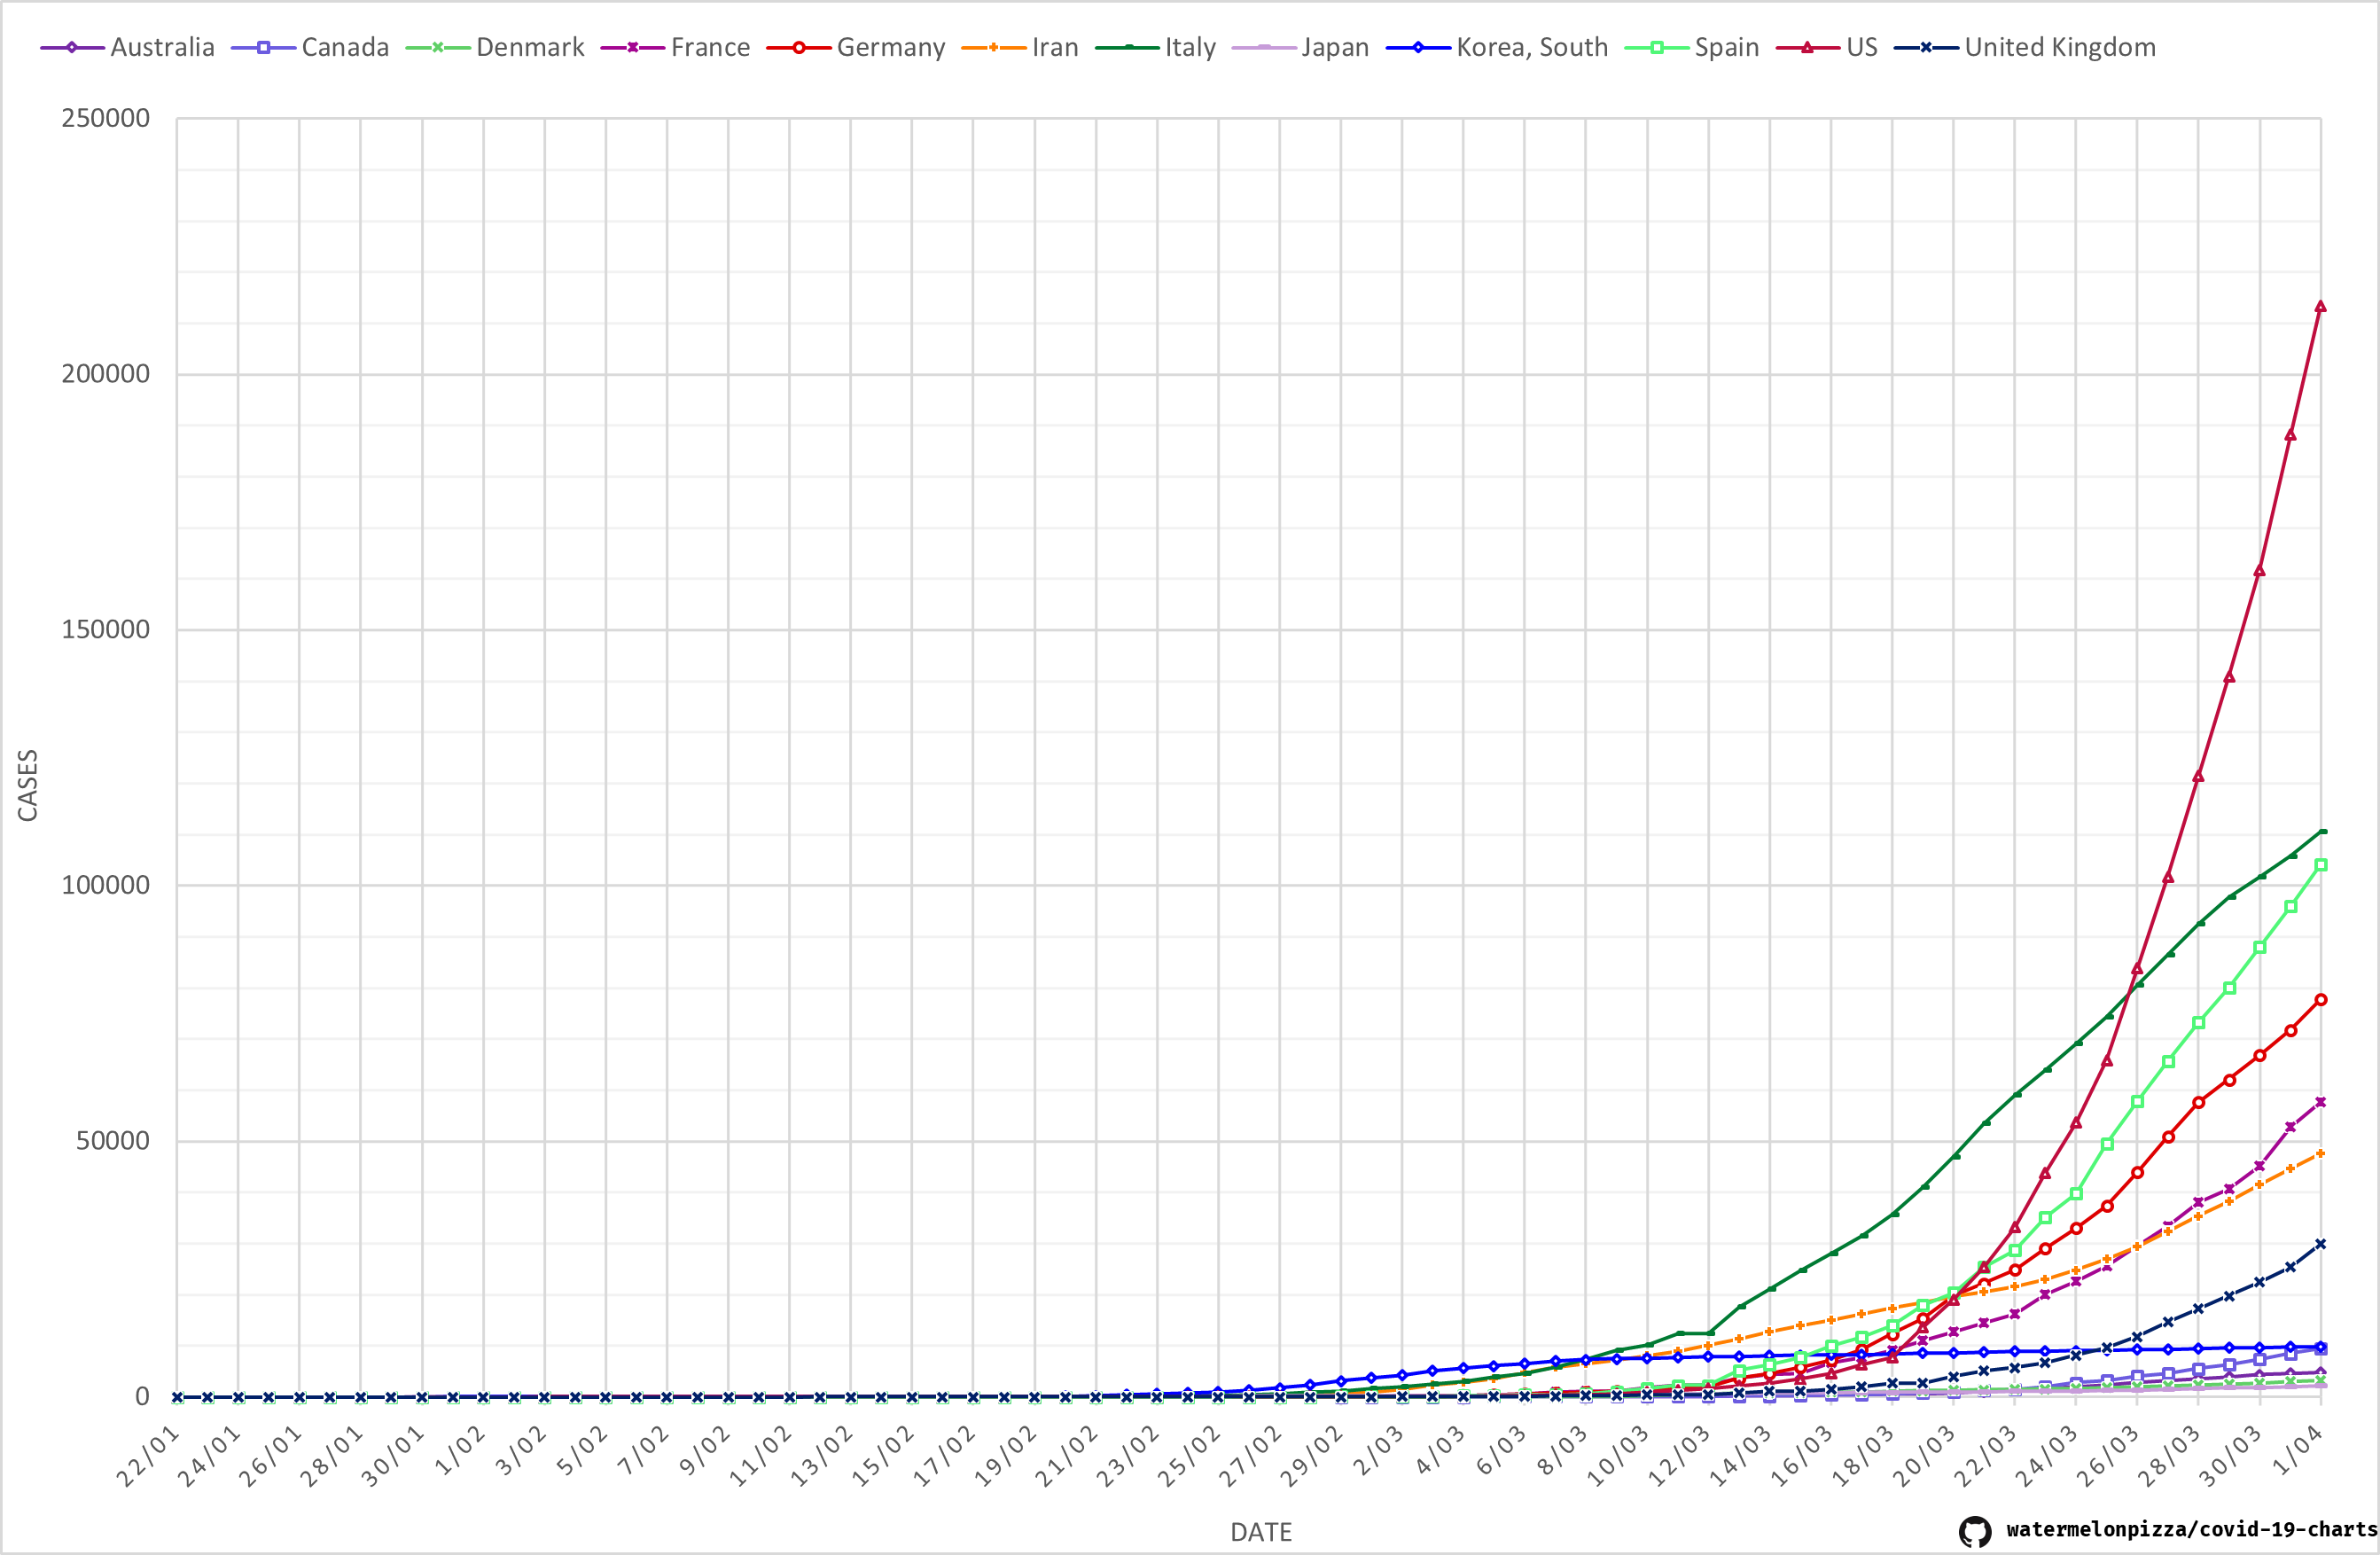 Australia Canada Denmark France Germany Iran Italy Japan Korea, South Spain US United Kingdom
250000
200000
150000
100000
50000
0
CASES
22/01 24/01 26/01 28/01 30/01 1/02 3/02 5/02 7/02 9/02 11/02 13/02 15/02 17/02 19/02 21/02 23/02 25/02 27/02 29/02 2/03 4/03 6/03 8/03 10/03 12/03 14/03 16/03 18/03 20/03 22/03 24/03 26/03 28/03 30/03 1/04
DATE
watermelonpizza/covid-19-charts